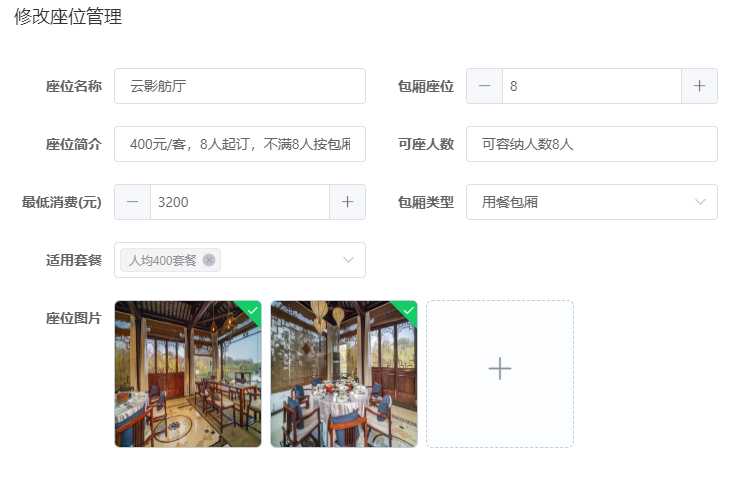 修改座位管理
座位名称 云影舫厅 包厢座位 8
座位简介 400元/客，8人起订，不满8人按包厢 可座人数 可容纳人数8人
最低消费(元) 3200 包厢类型 用餐包厢
适用套餐 人均400套餐
座位图片